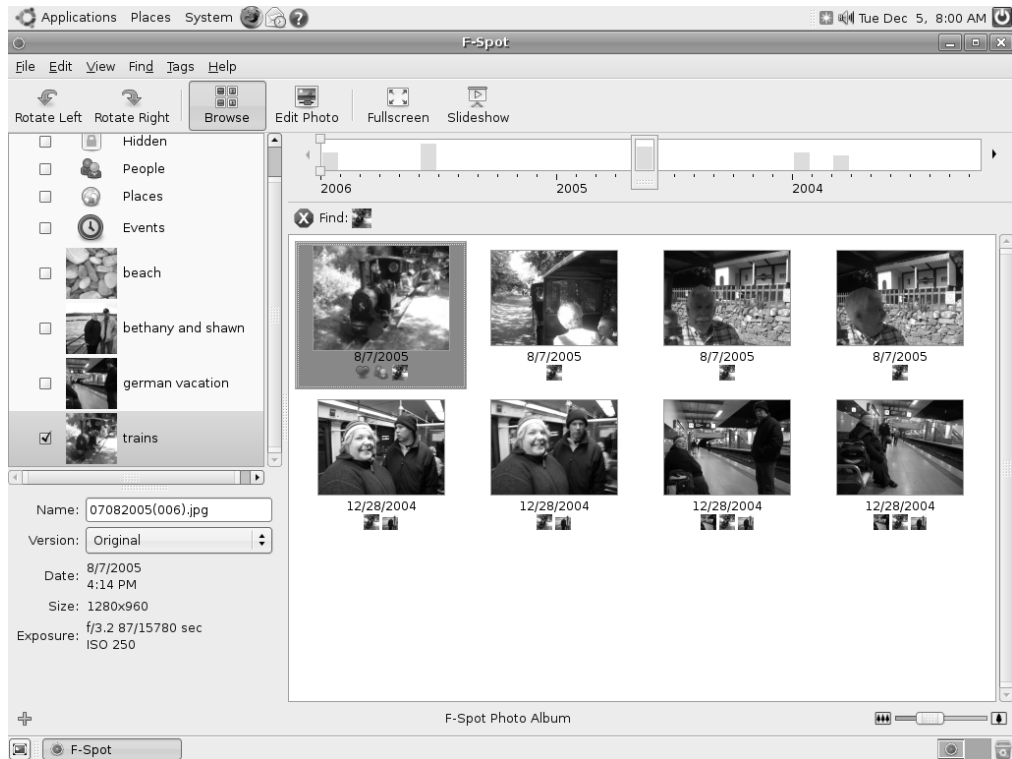 Applications Places System Tue Dec 5, 8:00 AM
F-Spot
File Edit View Find Tags Help
Rotate Left Rotate Right Browse Edit Photo Fullscreen Slideshow
Hidden
People
Places
Events
beach
bethany and shawn
german vacation
trains
2006 2005 2004
Find:
8/7/2005 8/7/2005 8/7/2005 8/7/2005
12/28/2004 12/28/2004 12/28/2004 12/28/2004
Name: 07082005(006).jpg
Version: Original
Date: 8/7/2005
4:14 PM
Size: 1280x960
Exposure: f/3.2 87/15780 sec
ISO 250
F-Spot Photo Album
F-Spot